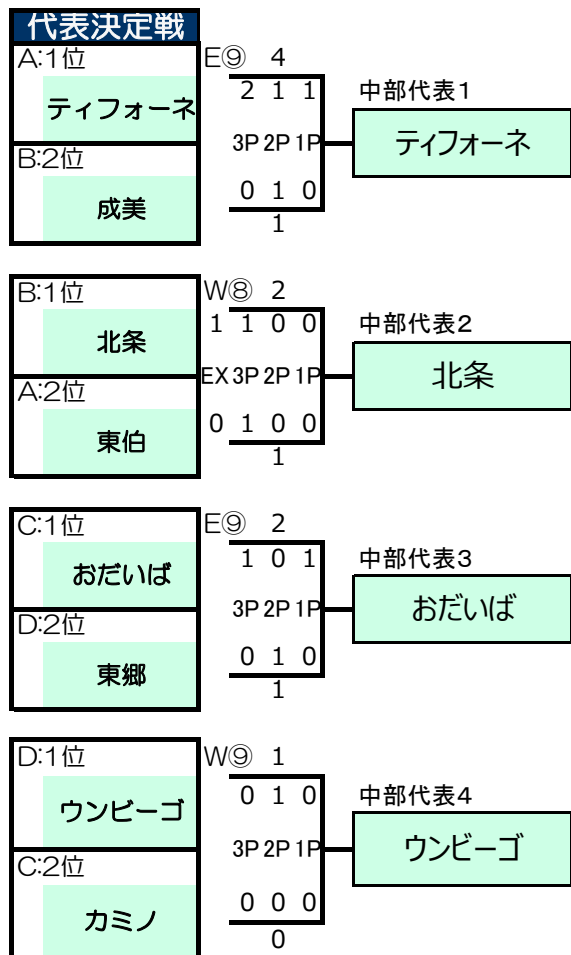 代表決定戦
A:1位 E⑨ 4
ティフォーネ 2 1 1 中部代表1
3P 2P 1P ティフォーネ
B:2位
成美 0 1 0
1
B:1位 W⑧ 2
北条 1 1 0 0 中部代表2
EX 3P 2P 1P 北条
A:2位
東伯 0 1 0 0
1
C:1位 E⑨ 2
おだいば 1 0 1 中部代表3
3P 2P 1P おだいば
D:2位
東郷 0 1 0
1
D:1位 W⑨ 1
ウンビーゴ 0 1 0 中部代表4
3P 2P 1P ウンビーゴ
C:2位
カミノ 0 0 0
0